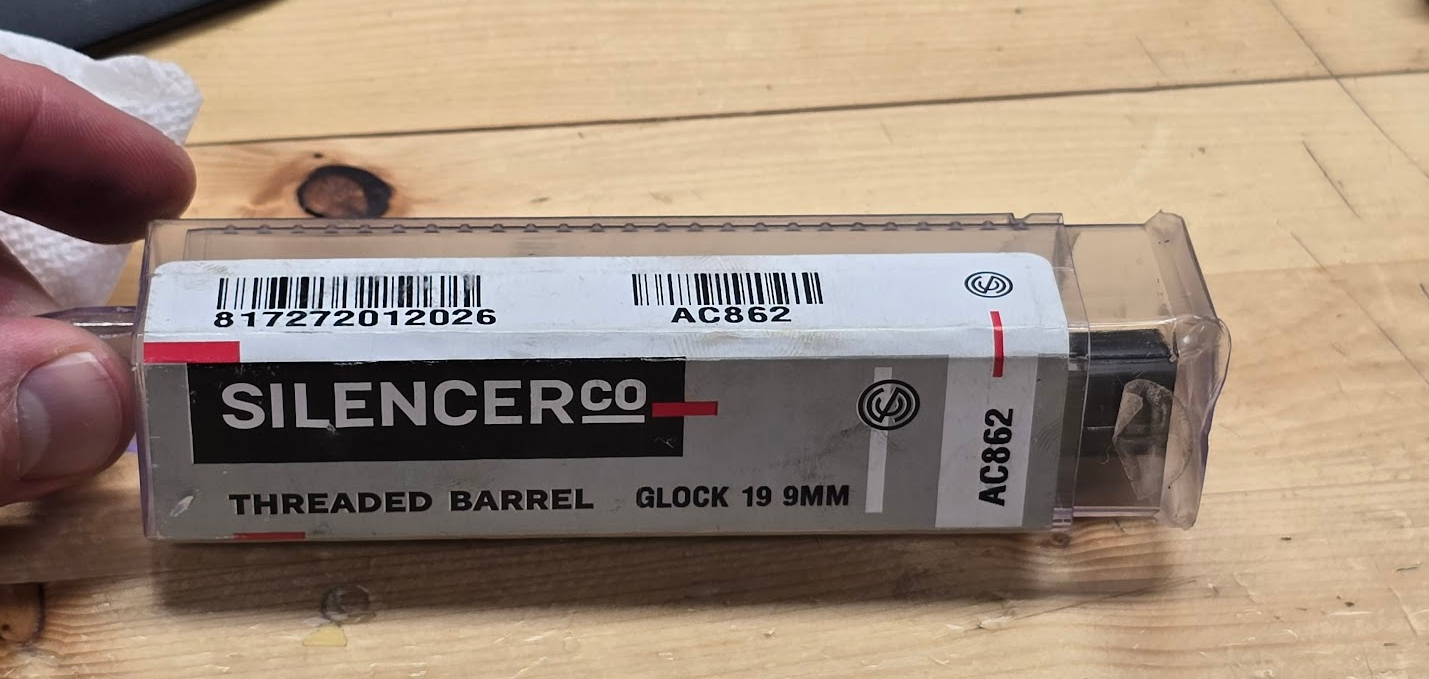 817272012026
AC862
SILENCERCO
THREADED BARREL GLOCK 19 9MM
AC862